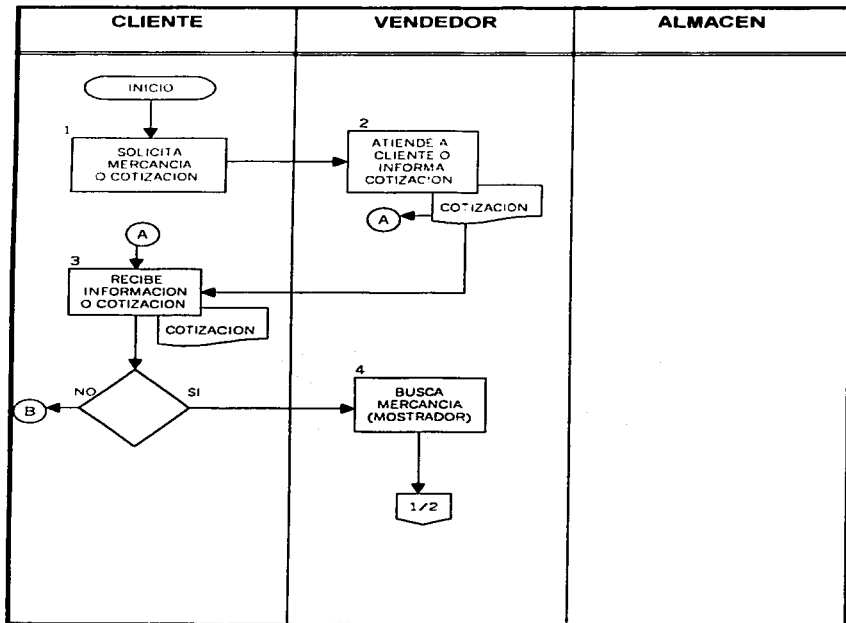 CLIENTE
VENDEDOR
ALMACEN
INICIO
1
SOLICITA
MERCANCIA
O COTIZACION
2
ATIENDE A
CLIENTE O
INFORMA
COTIZACION
COTIZACION
A
A
3
RECIBE
INFORMACION
O COTIZACION
COTIZACION
NO
SI
B
4
BUSCA
MERCANCIA
(MOSTRADOR)
1/2